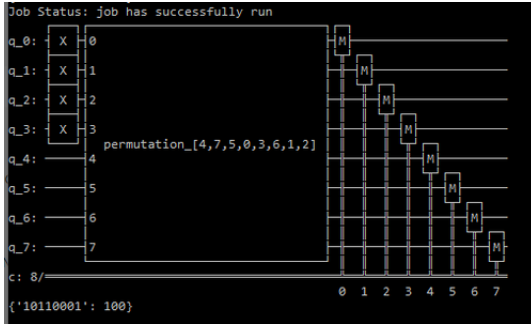 Job Status: job has successfully run
q_0: X 0 M
q_1: X 1 M
q_2: X 2 M
q_3: X 3 M
permutation_[4,7,5,0,3,6,1,2]
q_4: 4 M
q_5: 5 M
q_6: 6 M
q_7: 7 M
c: 8/
0 1 2 3 4 5 6 7
{'10110001': 100}